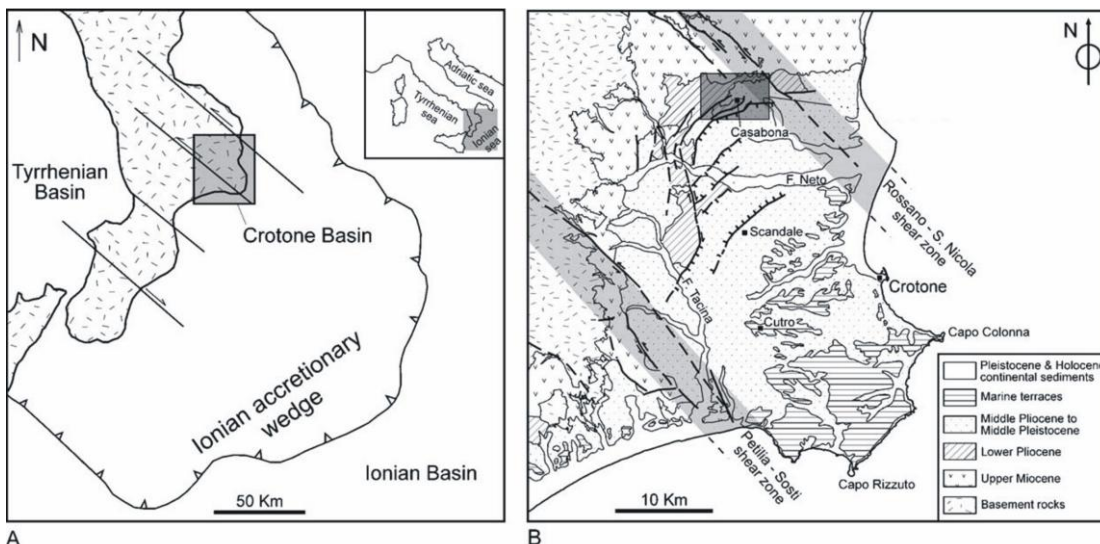 N
Adriatic sea
Tyrrhenian
sea
Ionian
sea
Tyrrhenian
Basin
Crotone Basin
Ionian accretionary
wedge
Ionian Basin
50 Km
A
N
Casabona
F. Neto
Rossano - S. Nicola
shear zone
Scandale
Crotone
F. Tacina
Cutro
Capo Colonna
Petilia - Sosti
shear zone
Capo Rizzuto
10 Km
Pleistocene & Holocene
continental sediments
Marine terraces
Middle Pliocene to
Middle Pleistocene
Lower Pliocene
Upper Miocene
Basement rocks
B